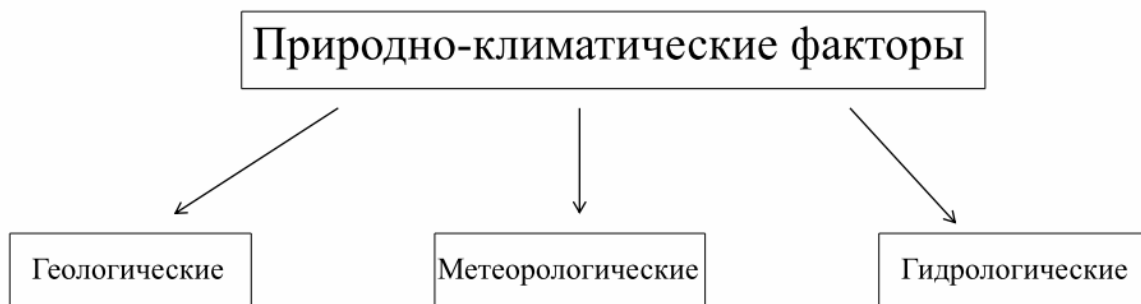 Природно-климатические факторы
Геологические
Метеорологические
Гидрологические